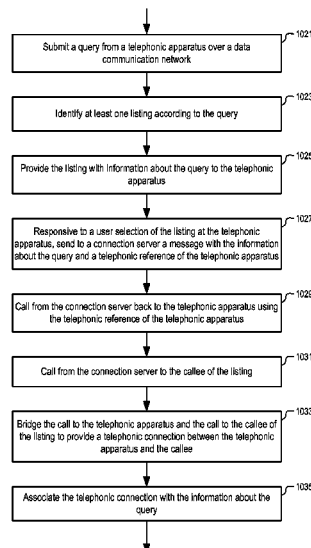 1021
Submit a query from a telephonic apparatus over a data
communication network
1023
Identify at least one listing according to the query
1025
Provide the listing with information about the query to the telephonic
apparatus
1027
Responsive to a user selection of the listing at the telephonic
apparatus, send to a connection server a message with the information
about the query and a telephonic reference of the telephonic apparatus
1029
Call from the connection server back to the telephonic apparatus using
the telephonic reference of the telephonic apparatus
1031
Call from the connection server to the callee of the listing
1033
Bridge the call to the telephonic apparatus and the call to the callee of
the listing to provide a telephonic connection between the telephonic
apparatus and the callee
1035
Associate the telephonic connection with the information about the
query